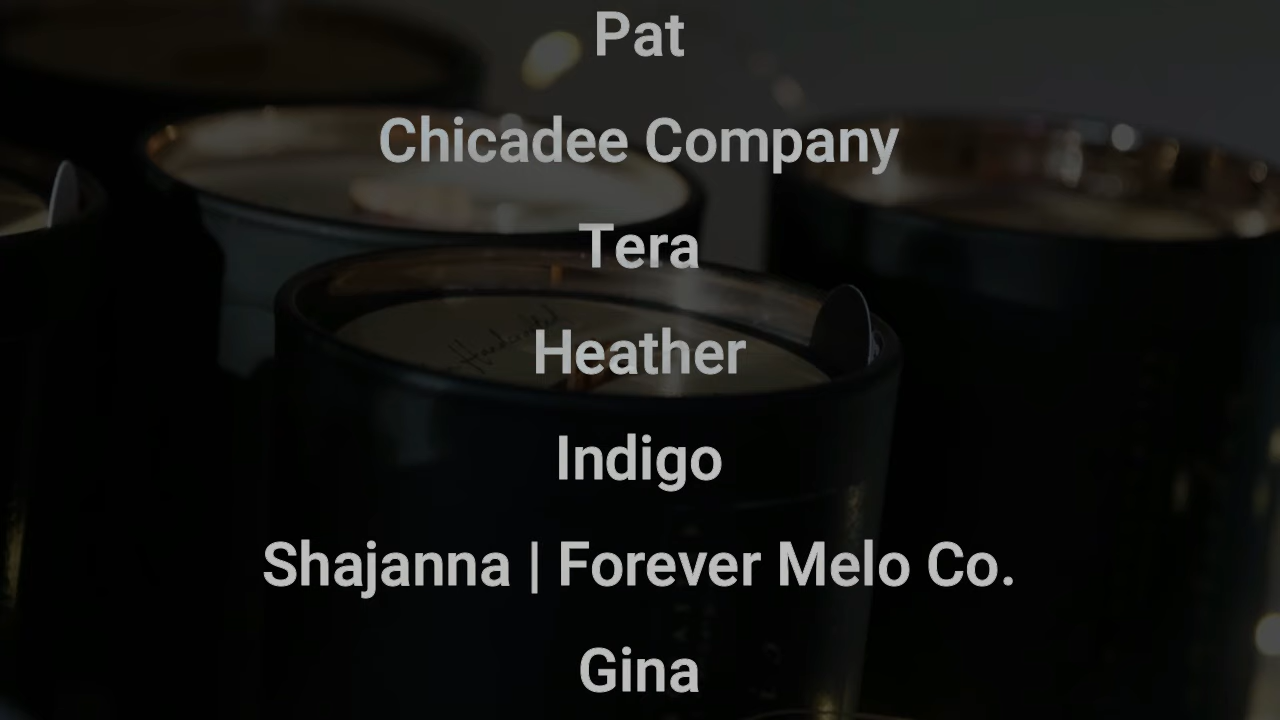 Pat
Chicadee Company
Tera
Heather
Indigo
Shajanna | Forever Melo Co.
Gina